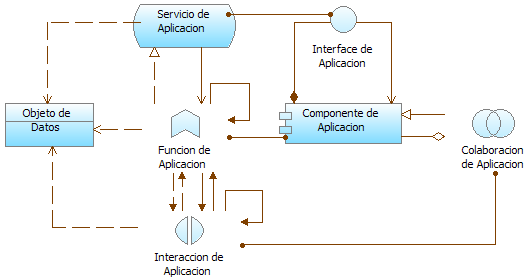 Servicio de
Aplicacion
Interface de
Aplicacion
Objeto de
Datos
Componente de
Aplicacion
Funcion de
Aplicacion
Colaboracion
de Aplicacion
Interaccion de
Aplicacion